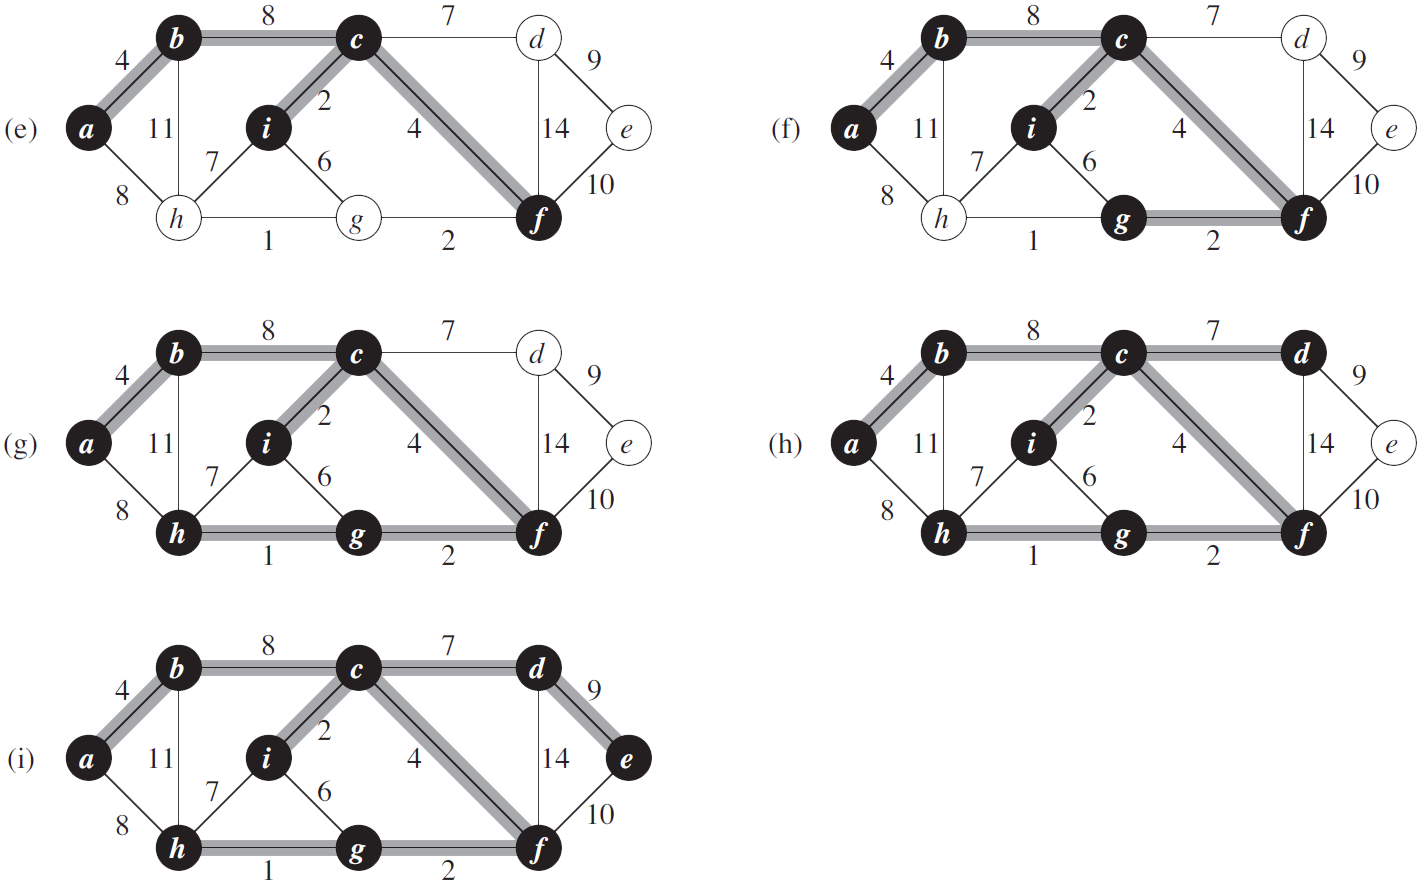 8 7 8 7
b c d b c d
4 9 4 9
2 2
(e) a 11 i 4 14 e (f) a 11 i 4 14 e
7 6 7 6
8 10 8 10
h g f h g f
1 2 1 2
8 7 8 7
b c d b c d
4 9 4 9
2 2
(g) a 11 i 4 14 e (h) a 11 i 4 14 e
7 6 7 6
8 10 8 10
h g f h g f
1 2 1 2
8 7
b c d
4 9
2
(i) a 11 i 4 14 e
7 6
8 10
h g f
1 2